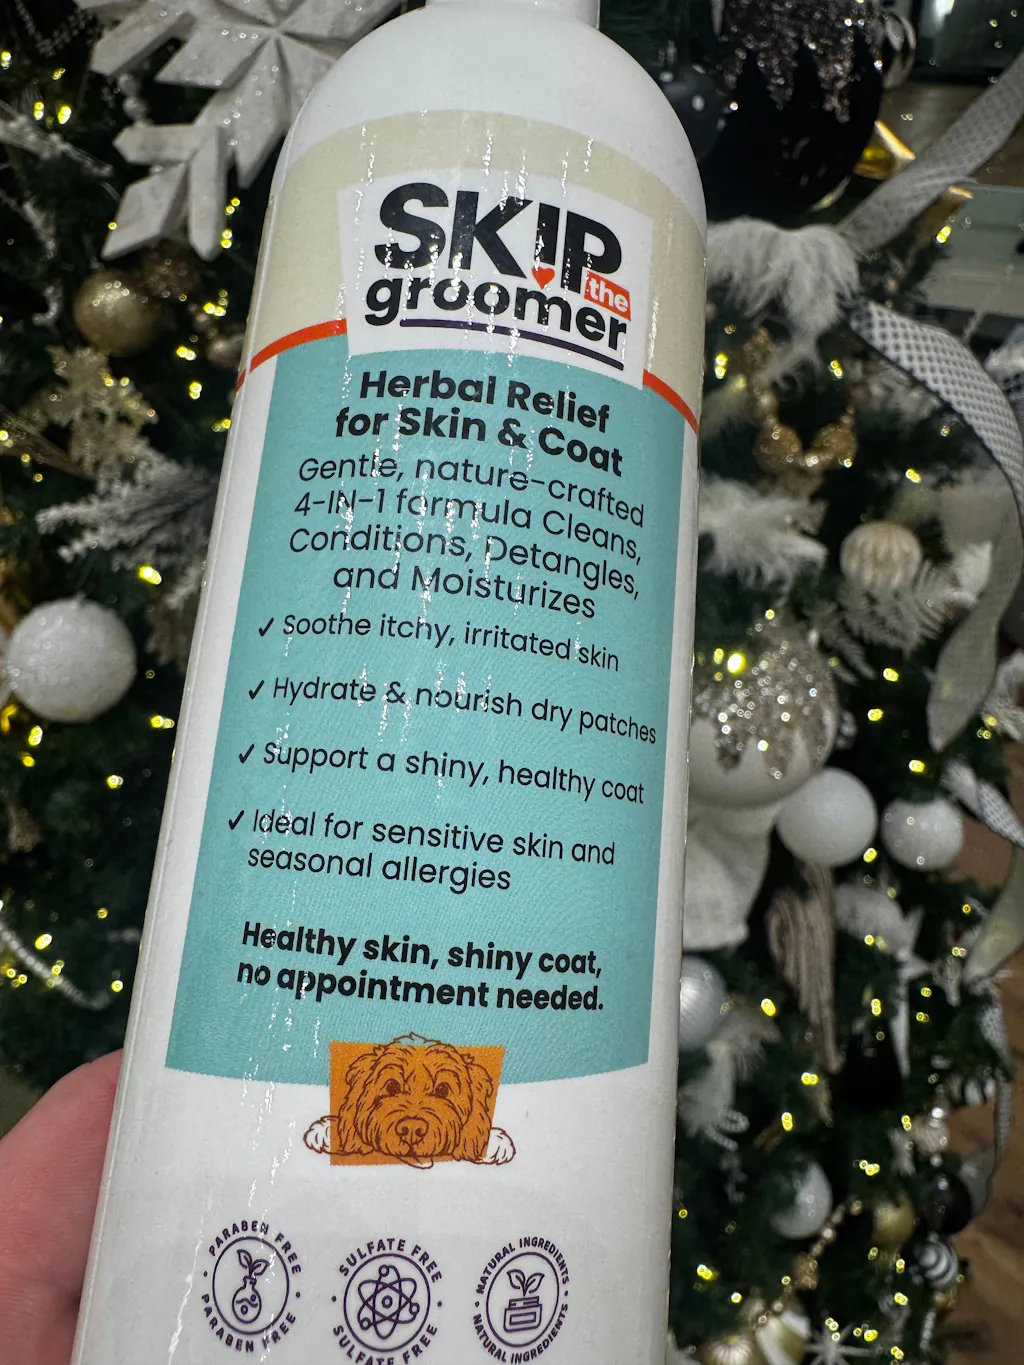 SKIP
the
groomer
Herbal Relief
for Skin & Coat
Gentle, nature-crafted
4-IN-1 formula Cleans,
Conditions, Detangles,
and Moisturizes
✓ Soothe itchy, irritated skin
✓ Hydrate & nourish dry patches
✓ Support a shiny, healthy coat
✓ Ideal for sensitive skin and
seasonal allergies
Healthy skin, shiny coat,
no appointment needed.
PARABEN FREE
PARABEN FREE
SULFATE FREE
SULFATE FREE
NATURAL INGREDIENTS
NATURAL INGREDIENTS